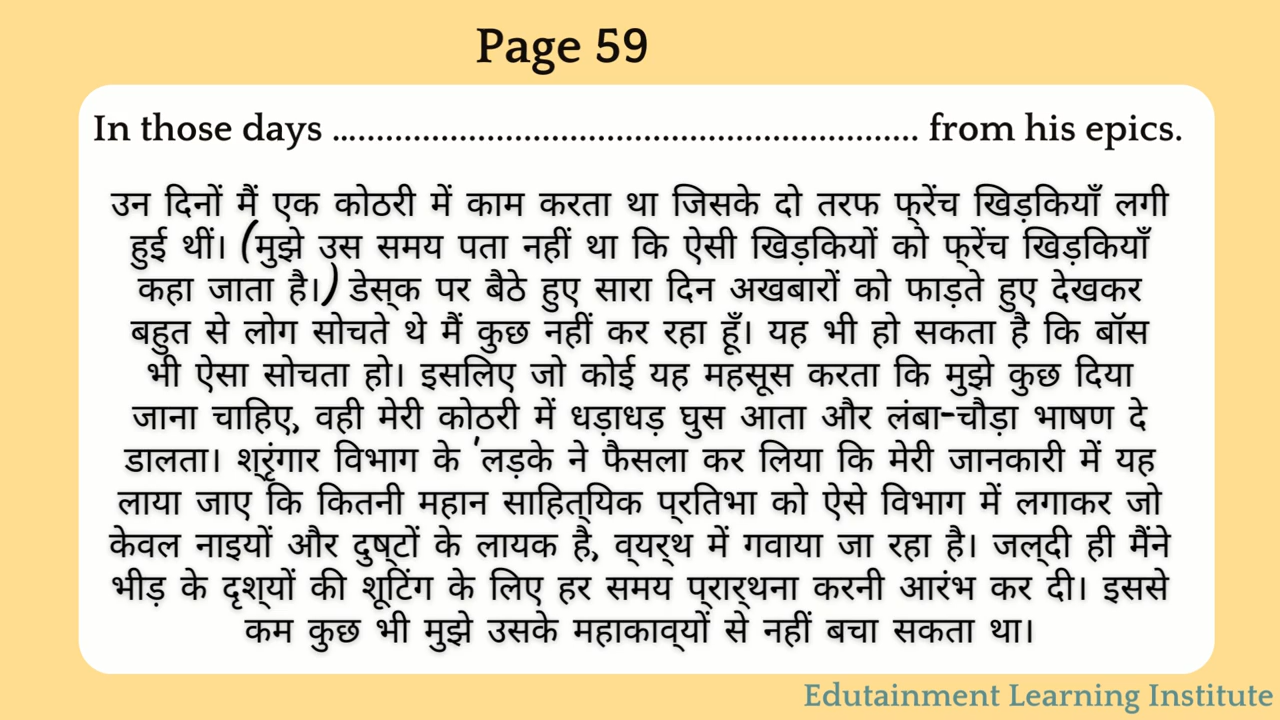 Page 59
In those days ................................................................... from his epics.
उन दिनों मैं एक कोठरी में काम करता था जिसके दो तरफ फ्रेंच खिड़कियाँ लगी
हुई थीं। (मुझे उस समय पता नहीं था कि ऐसी खिड़कियों को फ्रेंच खिड़कियाँ
कहा जाता है।) डेस्क पर बैठे हुए सारा दिन अखबारों को फाड़ते हुए देखकर
बहुत से लोग सोचते थे मैं कुछ नहीं कर रहा हूँ। यह भी हो सकता है कि बॉस
भी ऐसा सोचता हो। इसलिए जो कोई यह महसूस करता कि मुझे कुछ दिया
जाना चाहिए, वही मेरी कोठरी में धड़ाधड़ घुस आता और लंबा-चौड़ा भाषण दे
डालता। श्रृंगार विभाग के 'लड़के ने फैसला कर लिया कि मेरी जानकारी में यह
लाया जाए कि कितनी महान साहित्यिक प्रतिभा को ऐसे विभाग में लगाकर जो
केवल नाइयों और दुष्टों के लायक है, व्यर्थ में गवाया जा रहा है। जल्दी ही मैंने
भीड़ के दृश्यों की शूटिंग के लिए हर समय प्रार्थना करनी आरंभ कर दी। इससे
कम कुछ भी मुझे उसके महाकाव्यों से नहीं बचा सकता था।
Edutainment Learning Institute